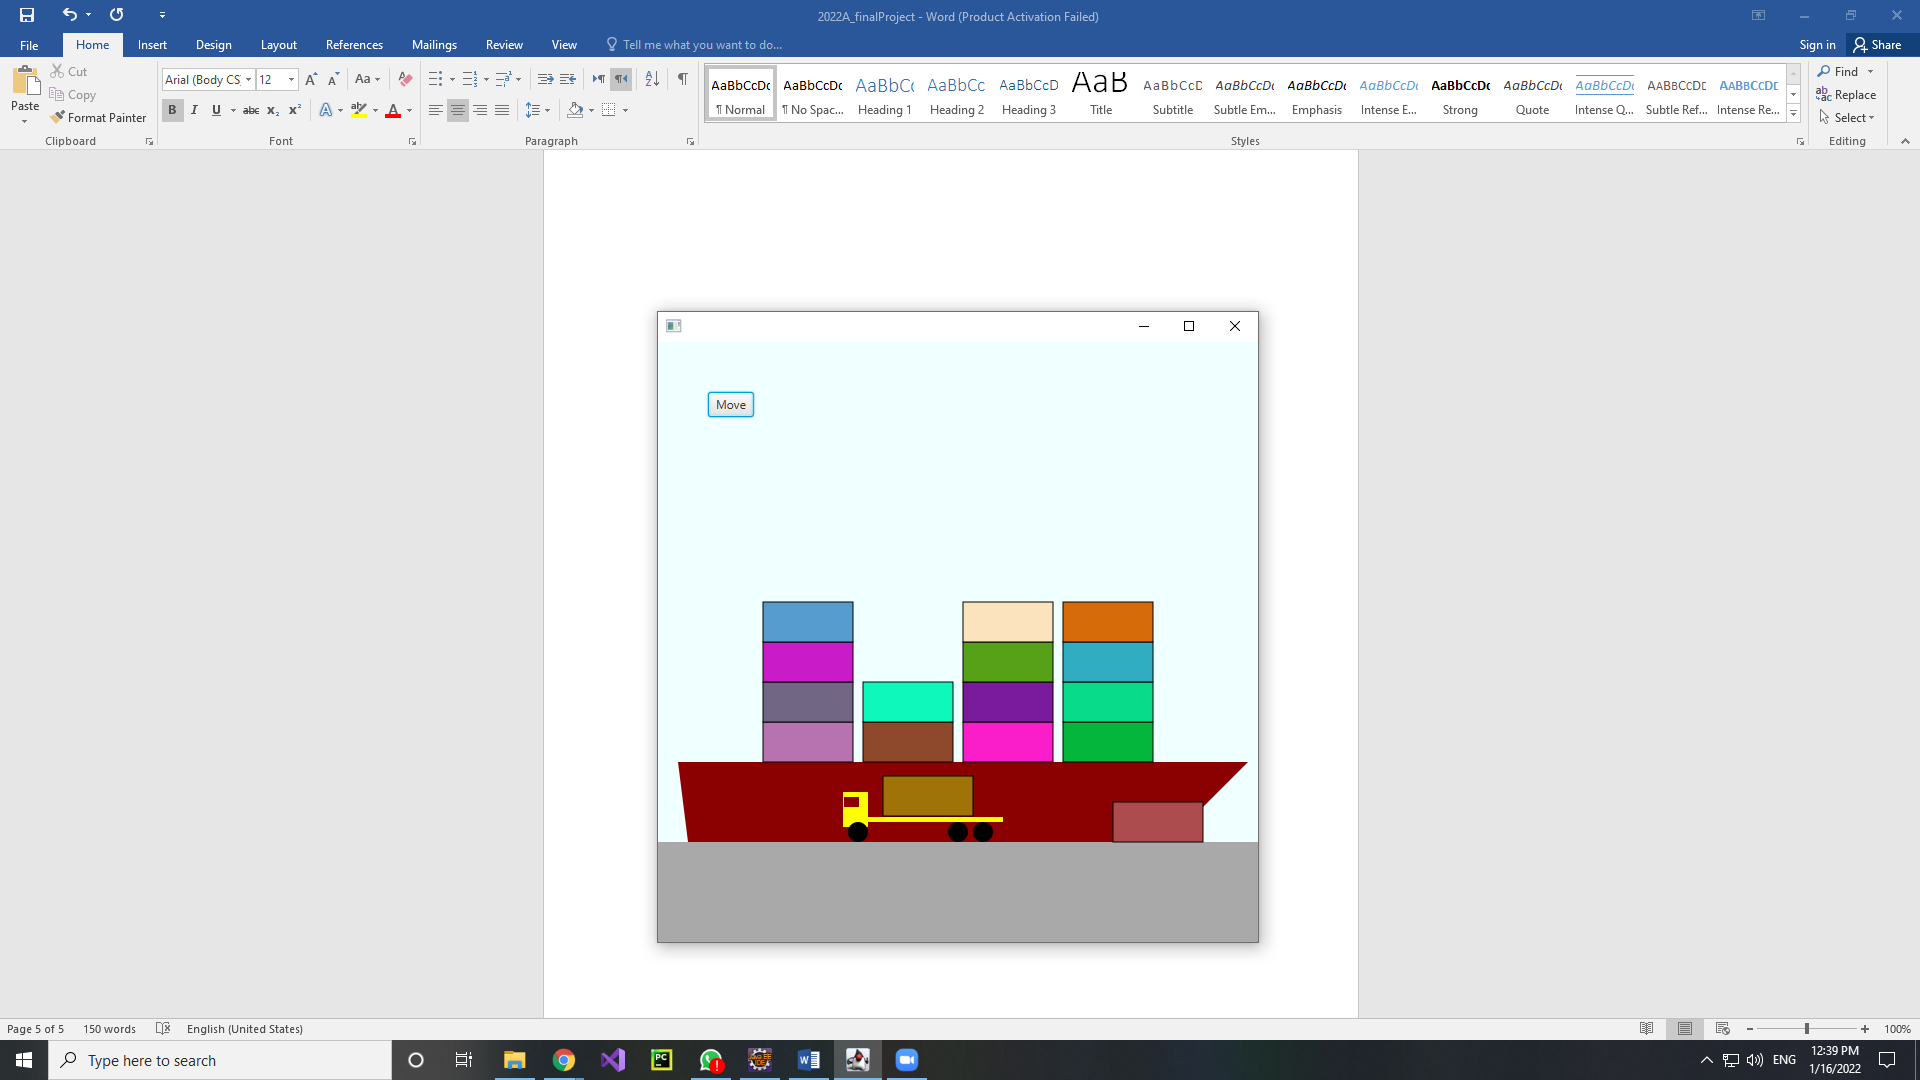 2022A_finalProject - Word (Product Activation Failed)
File Home Insert Design Layout References Mailings Review View Tell me what you want to do... Sign in Share
Paste
Cut
Copy
Format Painter
Clipboard
Arial (Body CS) 12
Font
Paragraph
AaBbCcDc AaBbCcDc AaBbCc AaBbCc AaBbCcD AaB AaBbCcD AaBbCcDc AaBbCcDc AaBbCcDc AaBbCcDc AaBbCcDc AaBbCcDc AABBCCDE AABBCCDE
¶ Normal ¶ No Spac... Heading 1 Heading 2 Heading 3 Title Subtitle Subtle Em... Emphasis Intense E... Strong Quote Intense Q... Subtle Ref... Intense Re...
Styles
Find
Replace
Select
Editing
Move
Page 5 of 5 150 words English (United States) 100%
Type here to search
ENG
12:39 PM
1/16/2022